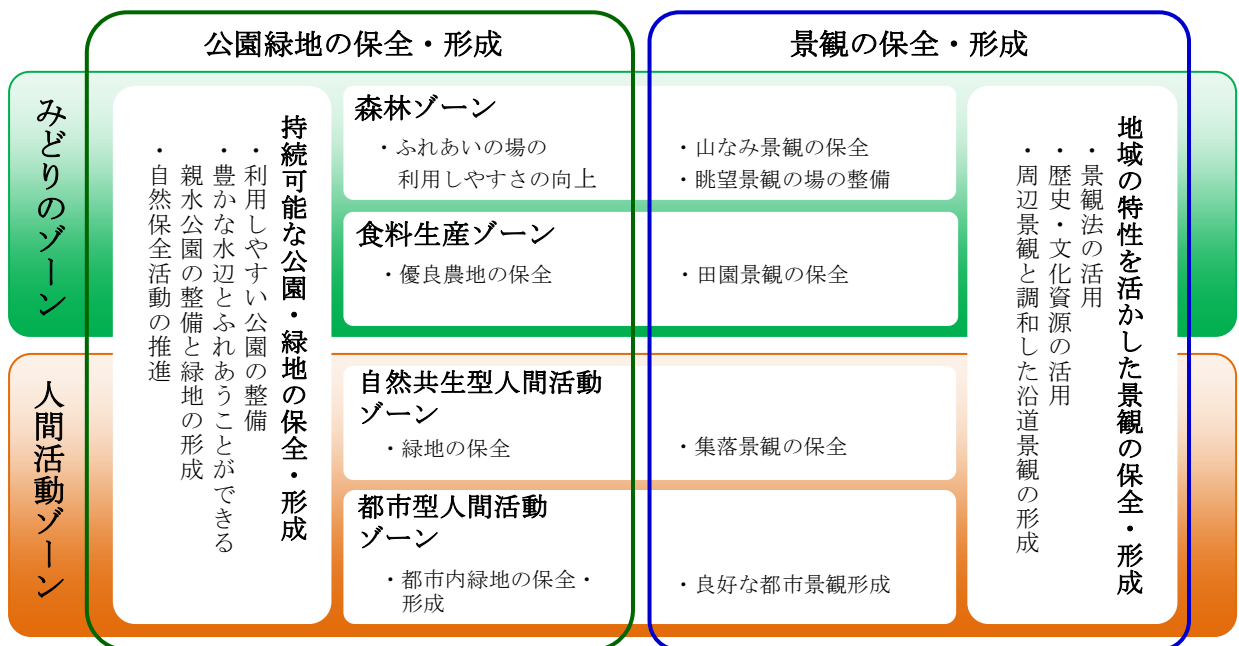 公園緑地の保全・形成
景観の保全・形成
みどりのゾーン
持続可能な公園・緑地の保全・形成
・利用しやすい公園の整備
・豊かな水辺とふれあうことができる
親水公園の整備と緑地の形成
・自然保全活動の推進
森林ゾーン
・ふれあいの場の
利用しやすさの向上
・山なみ景観の保全
・眺望景観の場の整備
食料生産ゾーン
・優良農地の保全
・田園景観の保全
地域の特性を活かした景観の保全・形成
・景観法の活用
・歴史・文化資源の活用
・周辺景観と調和した沿道景観の形成
人間活動ゾーン
自然共生型人間活動
ゾーン
・緑地の保全
・集落景観の保全
都市型人間活動
ゾーン
・都市内緑地の保全・
形成
・良好な都市景観形成